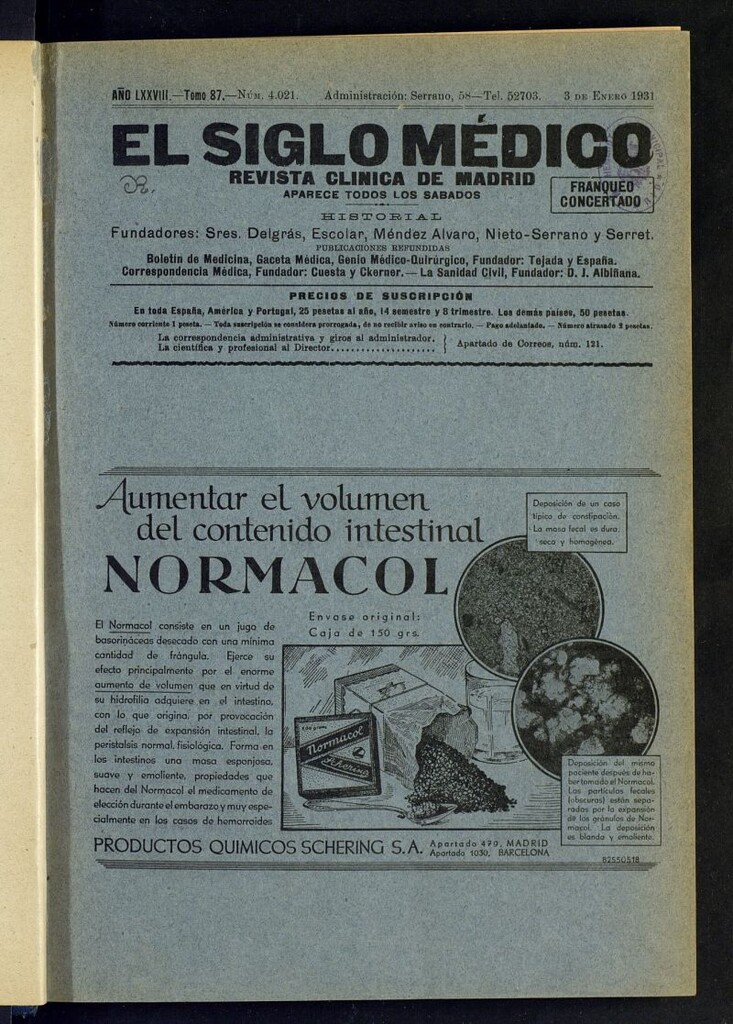 AÑO LXXVIII.—Tomo 87.—NÚM. 4.021. Administración: Serrano, 58—Tel. 52703. 3 DE ENERO 1931
EL SIGLO MÉDICO
REVISTA CLINICA DE MADRID
APARECE TODOS LOS SABADOS
FRANQUEO
CONCERTADO
HISTORIAL
Fundadores: Sres. Delgrás, Escolar, Méndez Alvaro, Nieto-Serrano y Serret.
PUBLICACIONES REFUNDIDAS
Boletín de Medicina, Gaceta Médica, Genio Médico-Quirúrgico, Fundador: Tejada y España.
Correspondencia Médica, Fundador: Cuesta y Ckerner.—La Sanidad Civil, Fundador: D. J. Albiñana.
PRECIOS DE SUSCRIPCIÓN
En toda España, América y Portugal, 25 pesetas al año, 14 semestre y 8 trimestre. Los demás países, 50 pesetas.
Número corriente 1 peseta. — Toda suscripción se considera prorrogada, de no recibir aviso en contrario. — Pago adelantado. — Número atrasado 2 pesetas.
La correspondencia administrativa y giros al administrador.
La científica y profesional al Director.....................
Apartado de Correos, núm. 121.
Aumentar el volumen
del contenido intestinal
NORMACOL
Deposición de un caso
típico de constipación.
La masa fecal es dura,
seca y homogénea.
El Normacol consiste en un jugo de
basorináceas desecado con una mínima
cantidad de frángula. Ejerce su
efecto principalmente por el enorme
aumento de volumen que en virtud de
su hidrofilia adquiere en el intestino,
con lo que origina, por provocación
del reflejo de expansión intestinal, la
peristalsis normal, fisiológica. Forma en
los intestinos una masa esponjosa,
suave y emoliente, propiedades que
hacen del Normacol el medicamento de
elección durante el embarazo y muy esp-
cialmente en los casos de hemorroides.
Envase original:
Caja de 150 grs.
Normacol
Schering
Deposición del mismo
paciente después de ha-
ber tomado el Normacol.
Las partículas fecales
(obscuras) están sepa-
radas por la expansión
de los gránulos de Nor-
macol. La deposición
es blanda y emoliente.
PRODUCTOS QUIMICOS SCHERING S.A. Apartado 479, MADRID
Apartado 1030, BARCELONA
62550518